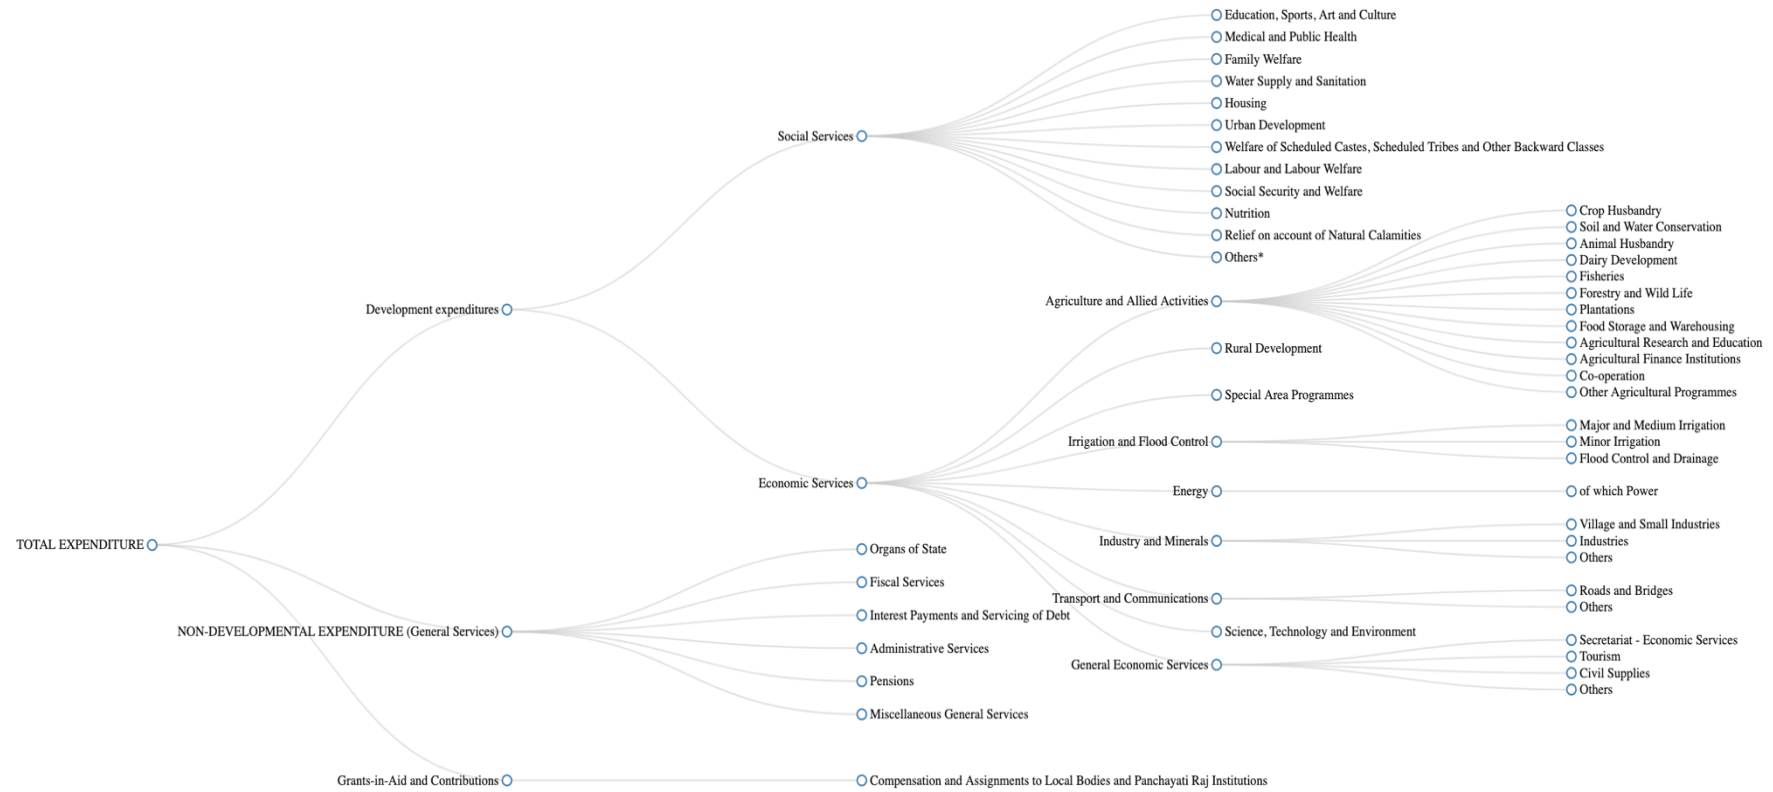 TOTAL EXPENDITURE
Development expenditures
Social Services
Education, Sports, Art and Culture
Medical and Public Health
Family Welfare
Water Supply and Sanitation
Housing
Urban Development
Welfare of Scheduled Castes, Scheduled Tribes and Other Backward Classes
Labour and Labour Welfare
Social Security and Welfare
Nutrition
Relief on account of Natural Calamities
Others*
Economic Services
Agriculture and Allied Activities
Crop Husbandry
Soil and Water Conservation
Animal Husbandry
Dairy Development
Fisheries
Forestry and Wild Life
Plantations
Food Storage and Warehousing
Agricultural Research and Education
Agricultural Finance Institutions
Co-operation
Other Agricultural Programmes
Rural Development
Special Area Programmes
Irrigation and Flood Control
Major and Medium Irrigation
Minor Irrigation
Flood Control and Drainage
Energy
of which Power
Industry and Minerals
Village and Small Industries
Industries
Others
Transport and Communications
Roads and Bridges
Others
Science, Technology and Environment
General Economic Services
Secretariat - Economic Services
Tourism
Civil Supplies
Others
NON-DEVELOPMENTAL EXPENDITURE (General Services)
Organs of State
Fiscal Services
Interest Payments and Servicing of Debt
Administrative Services
Pensions
Miscellaneous General Services
Grants-in-Aid and Contributions
Compensation and Assignments to Local Bodies and Panchayati Raj Institutions